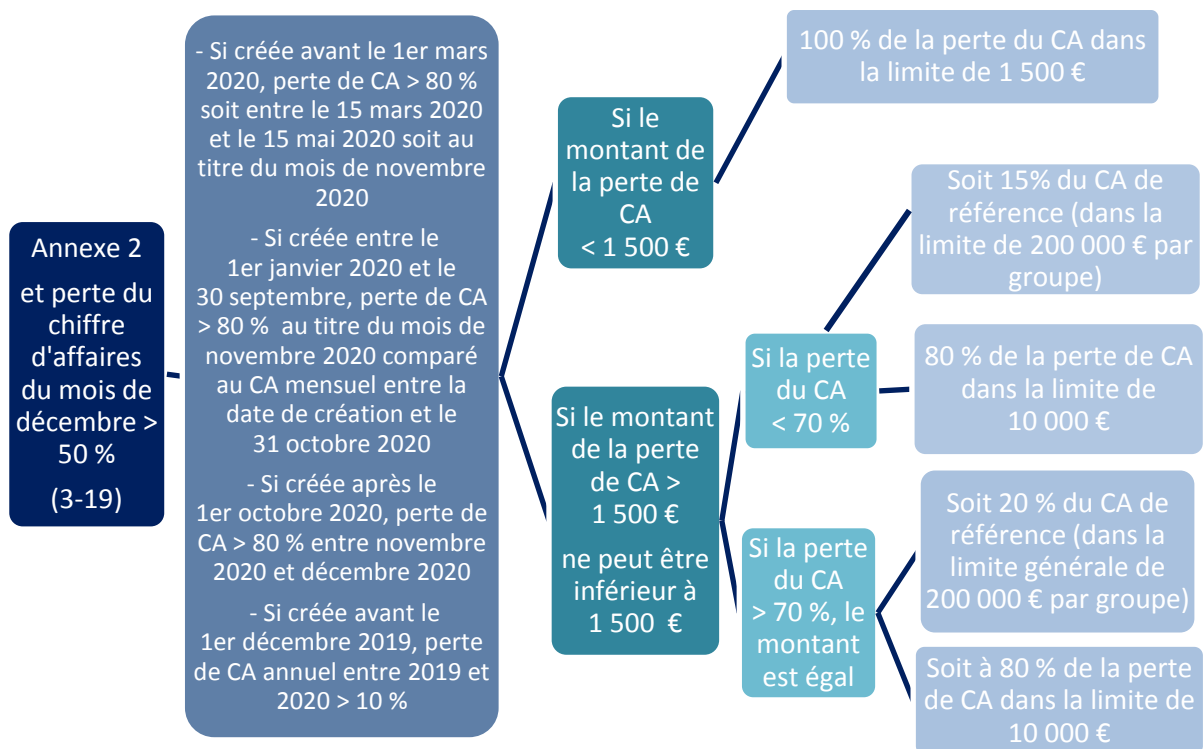 Annexe 2
et perte du
chiffre
d'affaires
du mois de
décembre >
50 %
(3-19)
- Si créée avant le 1er mars
2020, perte de CA > 80 %
soit entre le 15 mars 2020
et le 15 mai 2020 soit au
titre du mois de novembre
2020
- Si créée entre le
1er janvier 2020 et le
30 septembre, perte de CA
> 80 % au titre du mois de
novembre 2020 comparé
au CA mensuel entre la
date de création et le
31 octobre 2020
- Si créée après le
1er octobre 2020, perte de
CA > 80 % entre novembre
2020 et décembre 2020
- Si créée avant le
1er décembre 2019, perte
de CA annuel entre 2019 et
2020 > 10 %
Si le
montant de
la perte de
CA
< 1 500 €
100 % de la perte du CA dans
la limite de 1 500 €
Si le montant
de la perte
de CA >
1 500 €
ne peut être
inférieur à
1 500 €
Si la perte
du CA
< 70 %
Soit 15% du CA de
référence (dans la
limite de 200 000 € par
groupe)
80 % de la perte de CA
dans la limite de
10 000 €
Si la perte
du CA
> 70 %, le
montant
est égal
Soit 20 % du CA de
référence (dans la
limite générale de
200 000 € par groupe)
Soit à 80 % de la perte
de CA dans la limite de
10 000 €